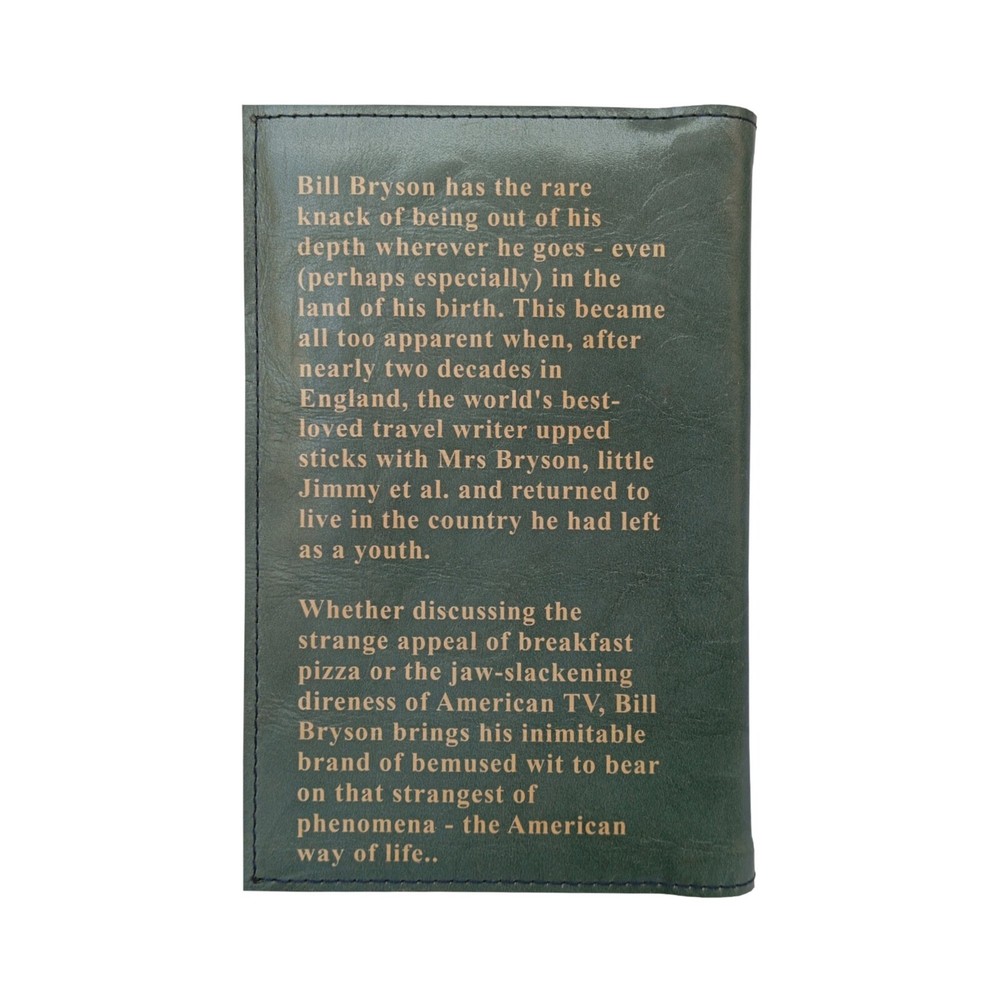 Bill Bryson has the rare
knack of being out of his
depth wherever he goes - even
(perhaps especially) in the
land of his birth. This became
all too apparent when, after
nearly two decades in
England, the world's best-
loved travel writer upped
sticks with Mrs Bryson, little
Jimmy et al. and returned to
live in the country he had left
as a youth.

Whether discussing the
strange appeal of breakfast
pizza or the jaw-slackening
direness of American TV, Bill
Bryson brings his inimitable
brand of bemused wit to bear
on that strangest of
phenomena - the American
way of life..